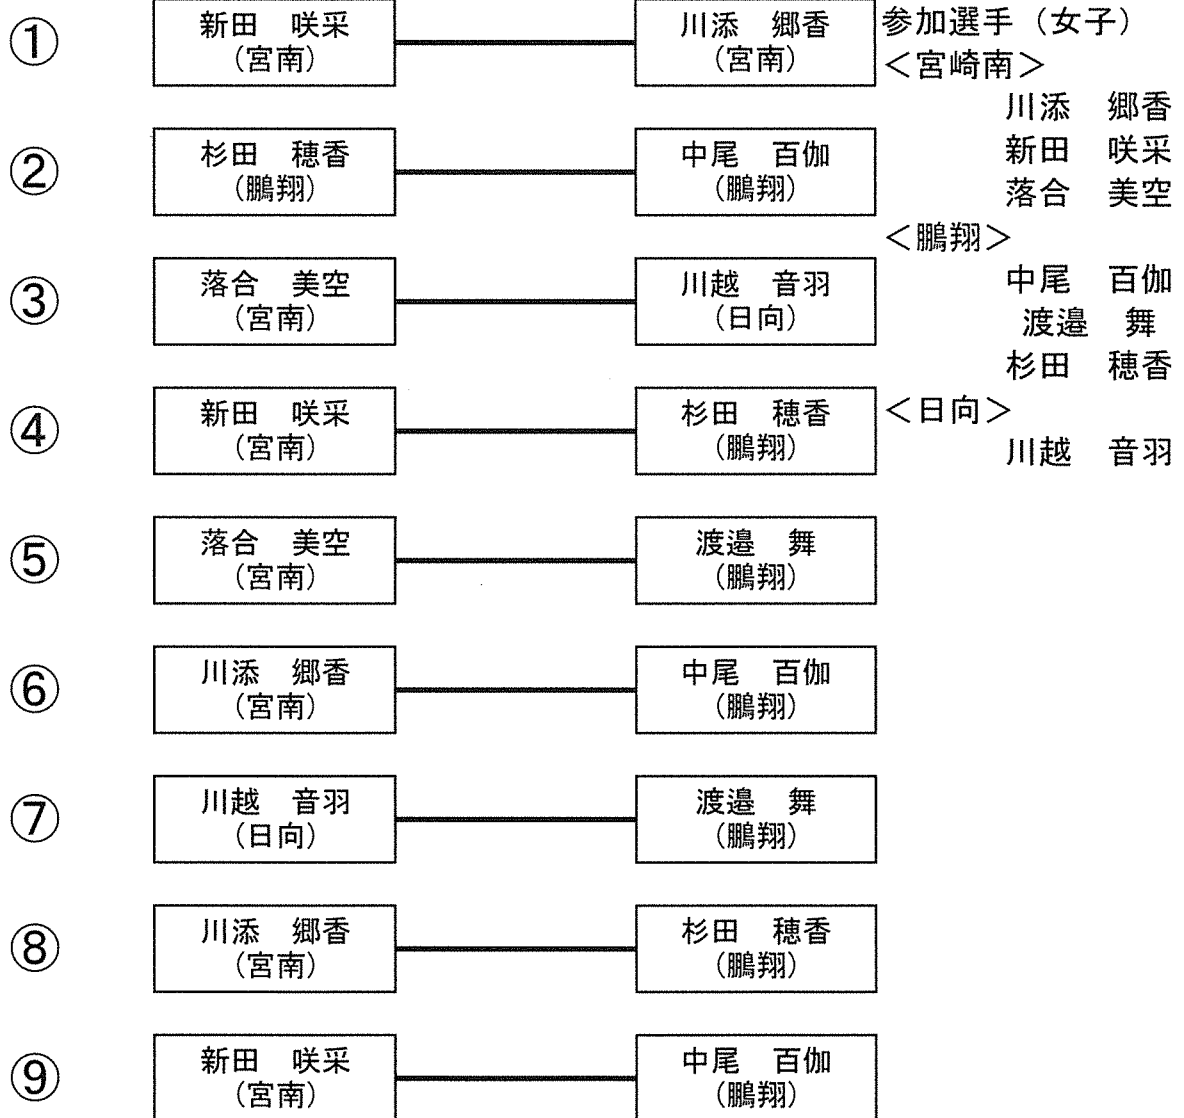 ①
新田　咲采
（宮南）
川添　郷香
（宮南）
②
杉田　穂香
（鵬翔）
中尾　百伽
（鵬翔）
③
落合　美空
（宮南）
川越　音羽
（日向）
④
新田　咲采
（宮南）
杉田　穂香
（鵬翔）
⑤
落合　美空
（宮南）
渡邉　舞
（鵬翔）
⑥
川添　郷香
（宮南）
中尾　百伽
（鵬翔）
⑦
川越　音羽
（日向）
渡邉　舞
（鵬翔）
⑧
川添　郷香
（宮南）
杉田　穂香
（鵬翔）
⑨
新田　咲采
（宮南）
中尾　百伽
（鵬翔）
参加選手（女子）
＜宮崎南＞
川添　郷香
新田　咲采
落合　美空
＜鵬翔＞
中尾　百伽
渡邉　舞
杉田　穂香
＜日向＞
川越　音羽